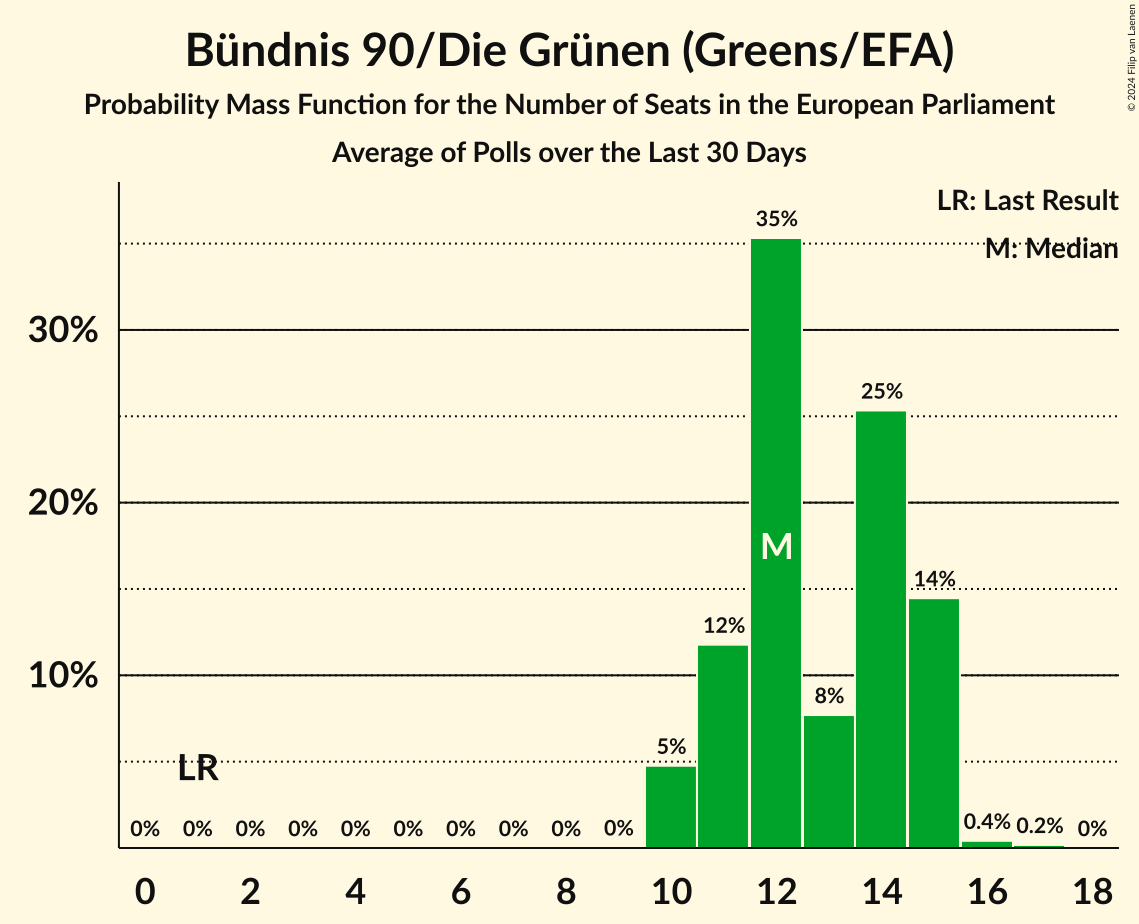 Bündnis 90/Die Grünen (Greens/EFA)
Probability Mass Function for the Number of Seats in the European Parliament
Average of Polls over the Last 30 Days
© 2024 Filip van Laenen
LR: Last Result
M: Median
35%
30%
25%
20%
M
14%
12%
10%
8%
5%
LR
0% 0% 0% 0% 0% 0% 0% 0% 0% 0% 0.4% 0.2% 0%
0 2 4 6 8 10 12 14 16 18